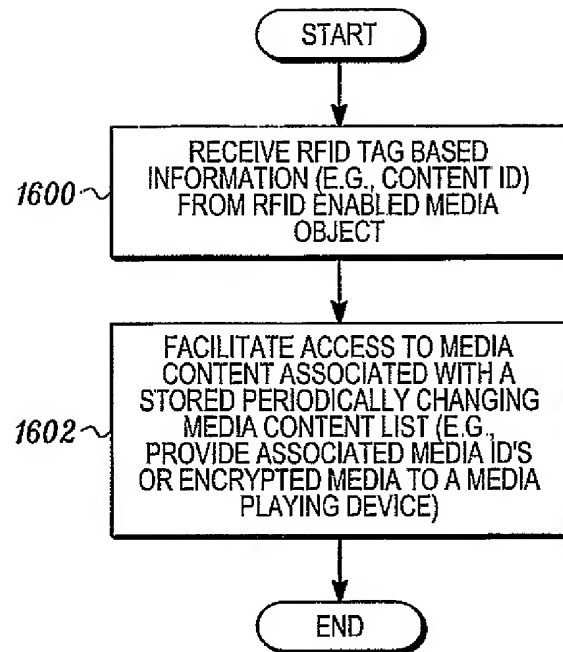 START
1600
RECEIVE RFID TAG BASED
INFORMATION (E.G., CONTENT ID)
FROM RFID ENABLED MEDIA
OBJECT
1602
FACILITATE ACCESS TO MEDIA
CONTENT ASSOCIATED WITH A
STORED PERIODICALLY CHANGING
MEDIA CONTENT LIST (E.G.,
PROVIDE ASSOCIATED MEDIA ID'S
OR ENCRYPTED MEDIA TO A MEDIA
PLAYING DEVICE)
END